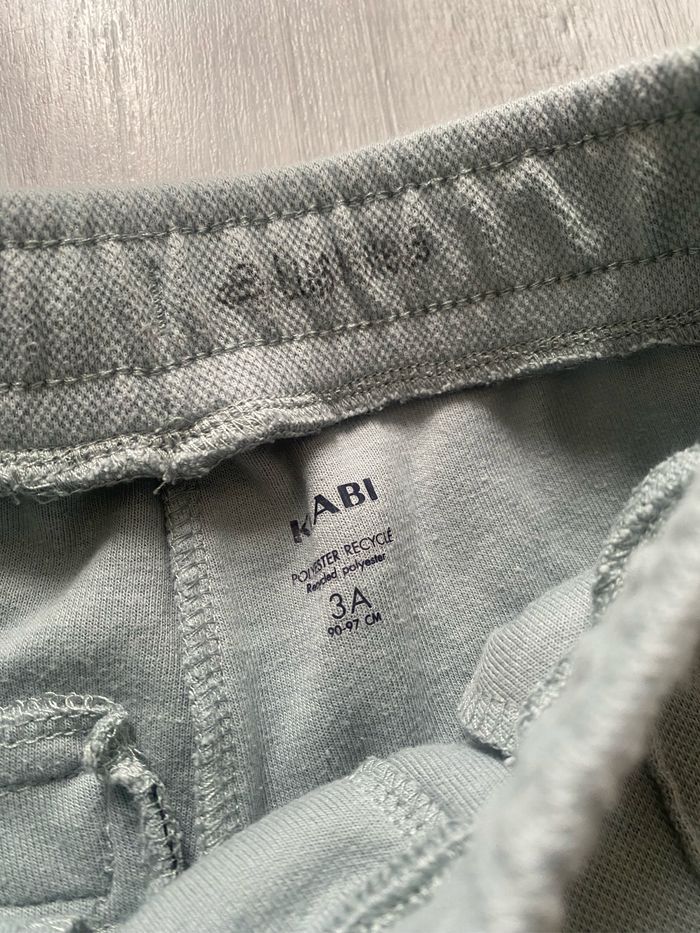 KABI
POLYESTER RECYCLÉ
Recycled polyester
3A
90-97 CM